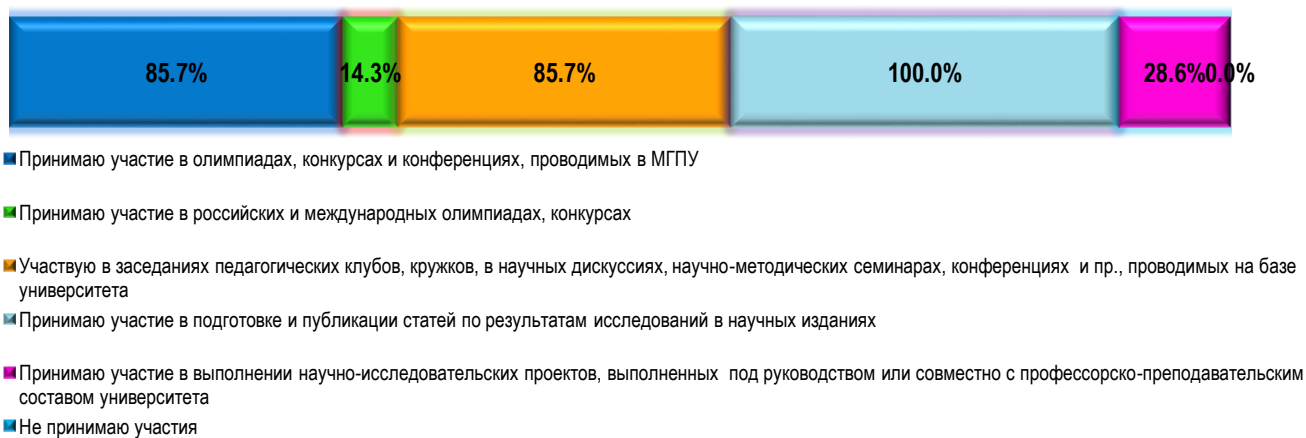 85.7% 14.3% 85.7% 100.0% 28.6% 0.0%
Принимаю участие в олимпиадах, конкурсах и конференциях, проводимых в МГПУ
Принимаю участие в российских и международных олимпиадах, конкурсах
Участвую в заседаниях педагогических клубов, кружков, в научных дискуссиях, научно-методических семинарах, конференциях и пр., проводимых на базе
университета
Принимаю участие в подготовке и публикации статей по результатам исследований в научных изданиях
Принимаю участие в выполнении научно-исследовательских проектов, выполненных под руководством или совместно с профессорско-преподавательским
составом университета
Не принимаю участия